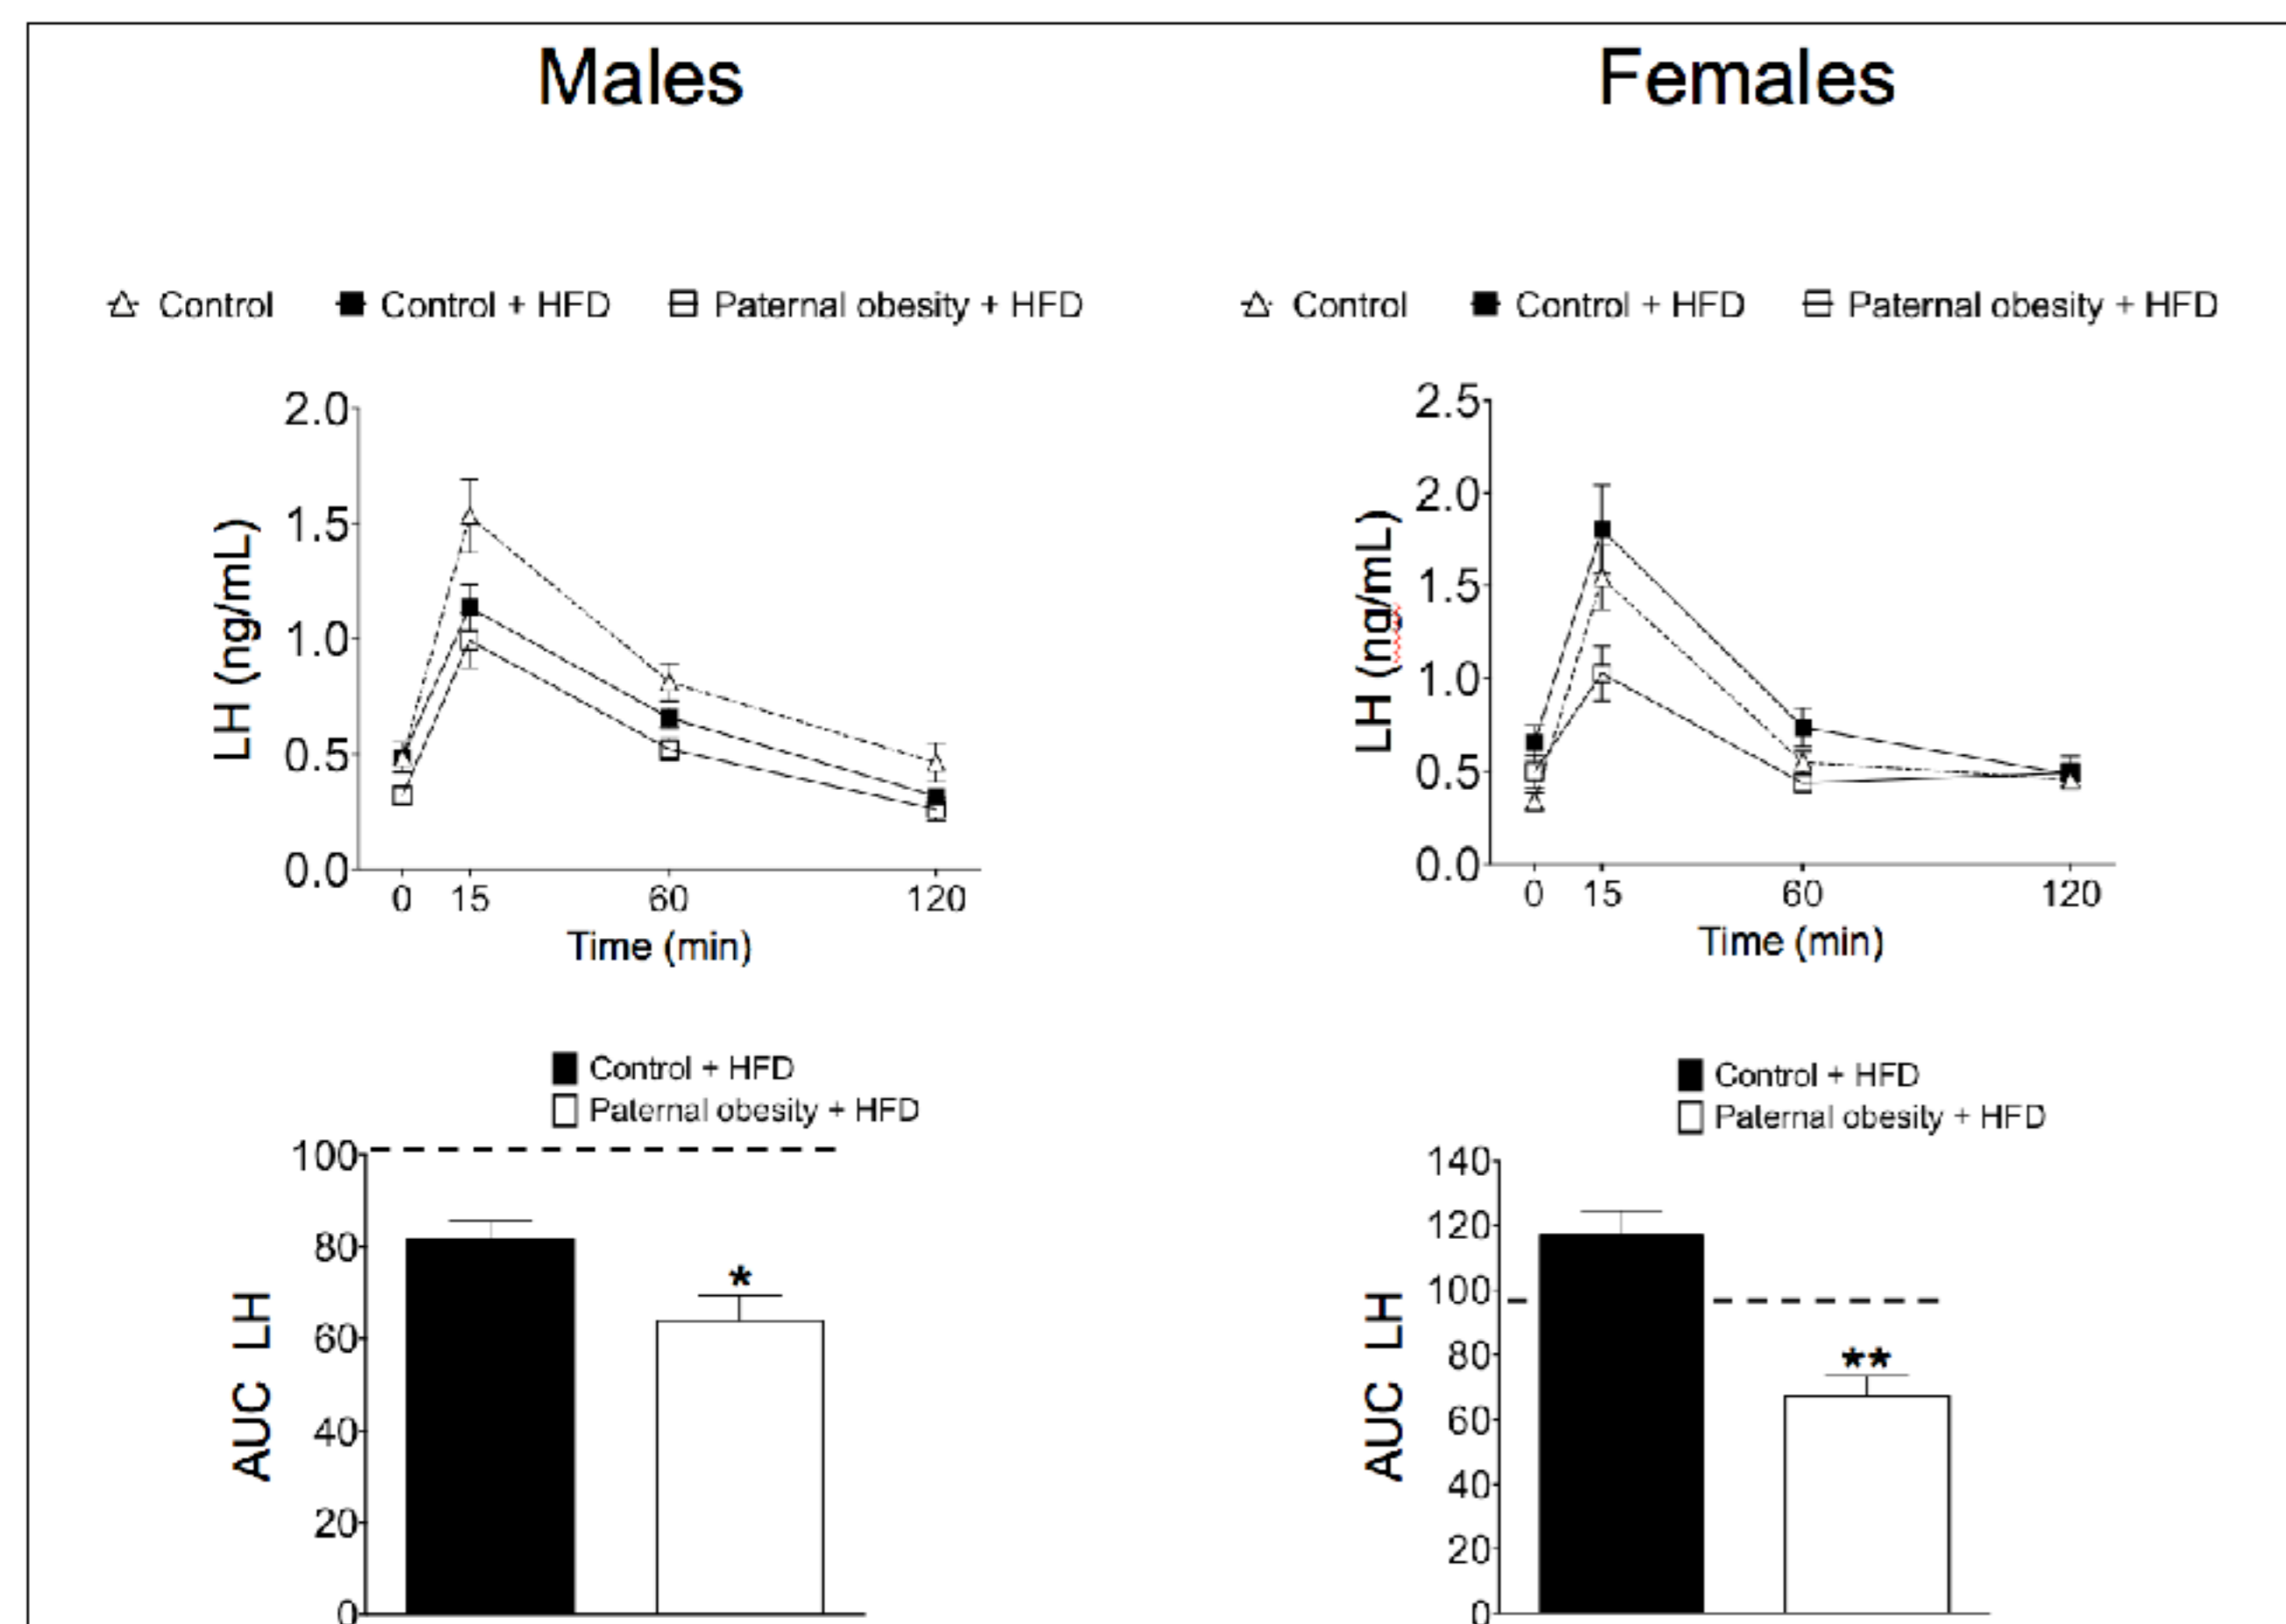 Males
Females
Control Control + HFD Paternal obesity + HFD
Control Control + HFD Paternal obesity + HFD
LH (ng/mL)
2.0
1.5
1.0
0.5
0.0
0 15 60 120
Time (min)
LH (ng/mL)
2.5
2.0
1.5
1.0
0.5
0.0
0 15 60 120
Time (min)
Control + HFD
Paternal obesity + HFD
AUC LH
100
80
60
40
20
0
*
Control + HFD
Paternal obesity + HFD
AUC LH
140
120
100
80
60
40
20
0
**